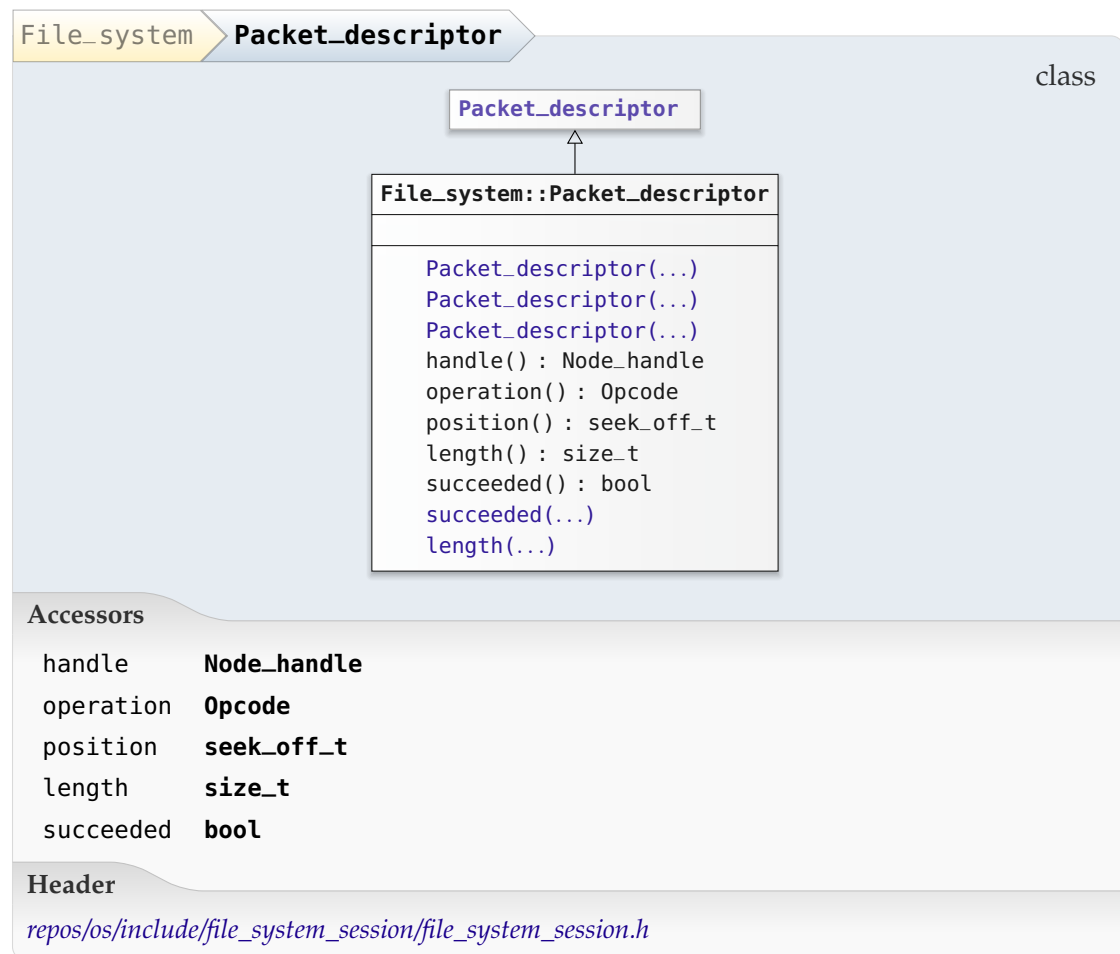 File_system Packet_descriptor
class
Packet_descriptor
File_system::Packet_descriptor
Packet_descriptor(...)
Packet_descriptor(...)
Packet_descriptor(...)
handle() : Node_handle
operation() : Opcode
position() : seek_off_t
length() : size_t
succeeded() : bool
succeeded(...)
length(...)
Accessors
handle Node_handle
operation Opcode
position seek_off_t
length size_t
succeeded bool
Header
repos/os/include/file_system_session/file_system_session.h